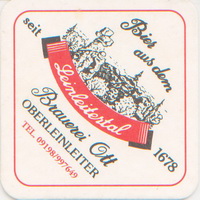 seit
Bier aus dem
1678
Leinleitertal
Brauerei Ott
OBERLEINLEITER
TEL. 09198/997649